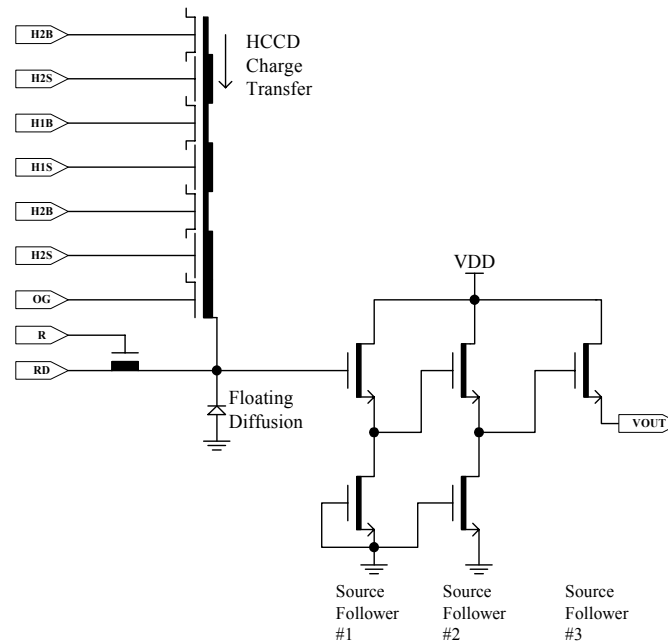 H2B
HCCD
Charge
Transfer
H2S
H1B
H1S
H2B
H2S
OG
VDD
R
RD
Floating
Diffusion
VOUT
Source
Follower
#1
Source
Follower
#2
Source
Follower
#3